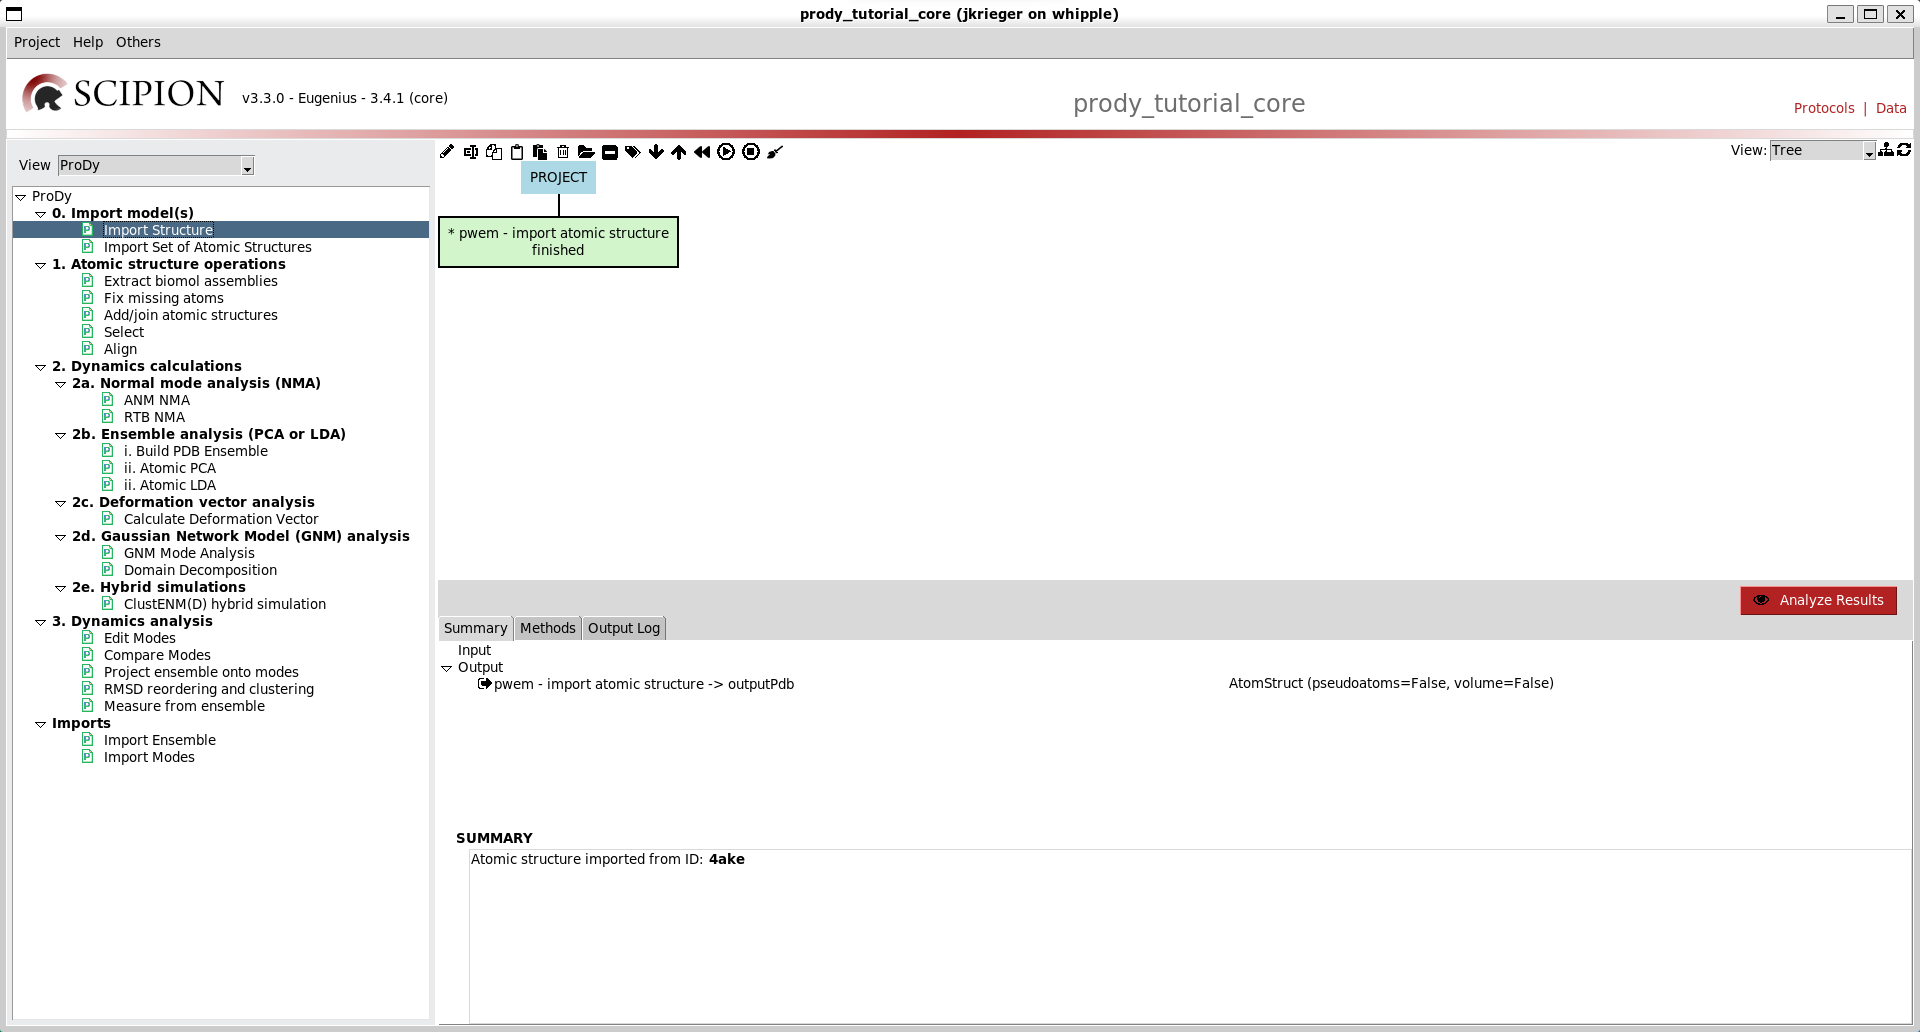 prody_tutorial_core (jkrieger on whipple)
Project Help Others
SCIPION v3.3.0 - Eugenius - 3.4.1 (core)
prody_tutorial_core
Protocols | Data
View ProDy
ProDy
0. Import model(s)
Import Structure
Import Set of Atomic Structures
1. Atomic structure operations
Extract biomol assemblies
Fix missing atoms
Add/join atomic structures
Select
Align
2. Dynamics calculations
2a. Normal mode analysis (NMA)
ANM NMA
RTB NMA
2b. Ensemble analysis (PCA or LDA)
i. Build PDB Ensemble
ii. Atomic PCA
ii. Atomic LDA
2c. Deformation vector analysis
Calculate Deformation Vector
2d. Gaussian Network Model (GNM) analysis
GNM Mode Analysis
Domain Decomposition
2e. Hybrid simulations
ClustENM(D) hybrid simulation
3. Dynamics analysis
Edit Modes
Compare Modes
Project ensemble onto modes
RMSD reordering and clustering
Measure from ensemble
Imports
Import Ensemble
Import Modes
View: Tree
PROJECT
* pwem - import atomic structure
finished
Analyze Results
Summary Methods Output Log
Input
Output
pwem - import atomic structure -> outputPdb AtomStruct (pseudoatoms=False, volume=False)
SUMMARY
Atomic structure imported from ID: 4ake